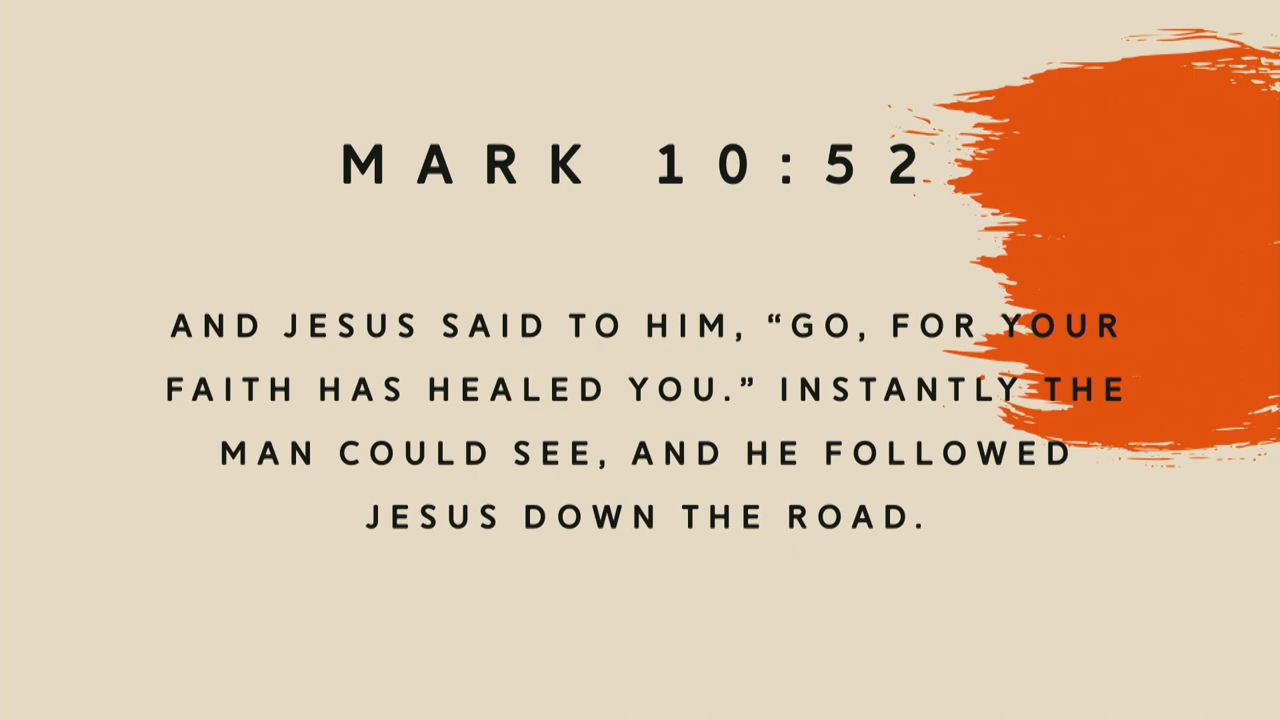 MARK 10:52
AND JESUS SAID TO HIM, “GO, FOR YOUR
FAITH HAS HEALED YOU.” INSTANTLY THE
MAN COULD SEE, AND HE FOLLOWED
JESUS DOWN THE ROAD.